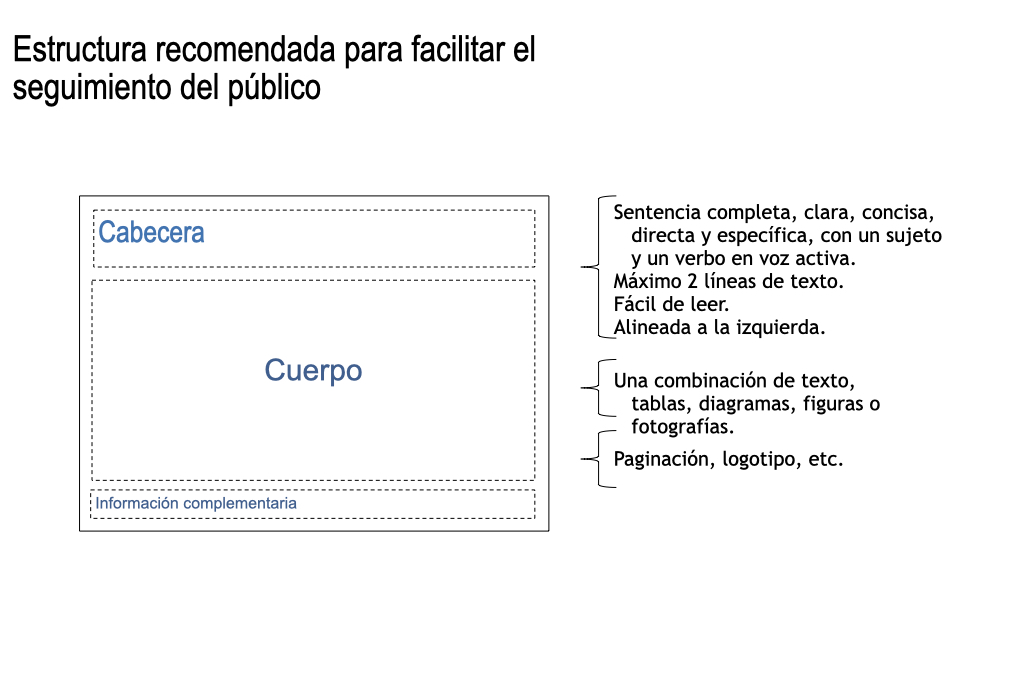 Estructura recomendada para facilitar el
seguimiento del público
Cabecera
Cuerpo
Información complementaria
Sentencia completa, clara, concisa,
directa y específica, con un sujeto
y un verbo en voz activa.
Máximo 2 líneas de texto.
Fácil de leer.
Alineada a la izquierda.
Una combinación de texto,
tablas, diagramas, figuras o
fotografías.
Paginación, logotipo, etc.